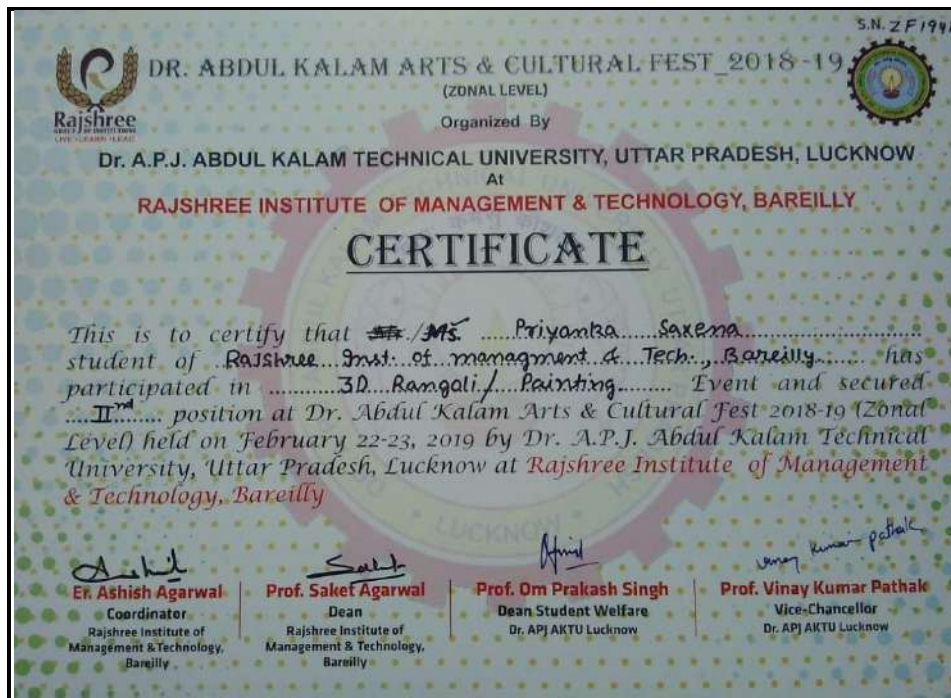 S.N. ZF194
DR. ABDUL KALAM ARTS & CULTURAL FEST_2018-19
(ZONAL LEVEL)
Rajshree
GROUP OF INSTITUTIONS
LIVE • LEARN • LEAD
Organized By
Dr. A.P.J. ABDUL KALAM TECHNICAL UNIVERSITY, UTTAR PRADESH, LUCKNOW
At
RAJSHREE INSTITUTE OF MANAGEMENT & TECHNOLOGY, BAREILLY
CERTIFICATE
This is to certify that /Ms. Priyanka Saxena
student of Rajshree Inst. of managment & Tech., Bareilly has
participated in 3D Rangoli / Painting Event and secured
IInd position at Dr. Abdul Kalam Arts & Cultural Fest 2018-19 (Zonal
Level) held on February 22-23, 2019 by Dr. A.P.J. Abdul Kalam Technical
University, Uttar Pradesh, Lucknow at Rajshree Institute of Management
& Technology, Bareilly
LUCKNOW
vinay kumar pathak
Er. Ashish Agarwal
Coordinator
Rajshree Institute of
Management & Technology,
Bareilly
Prof. Saket Agarwal
Dean
Rajshree Institute of
Management & Technology,
Bareilly
Prof. Om Prakash Singh
Dean Student Welfare
Dr. APJ AKTU Lucknow
Prof. Vinay Kumar Pathak
Vice-Chancellor
Dr. APJ AKTU Lucknow